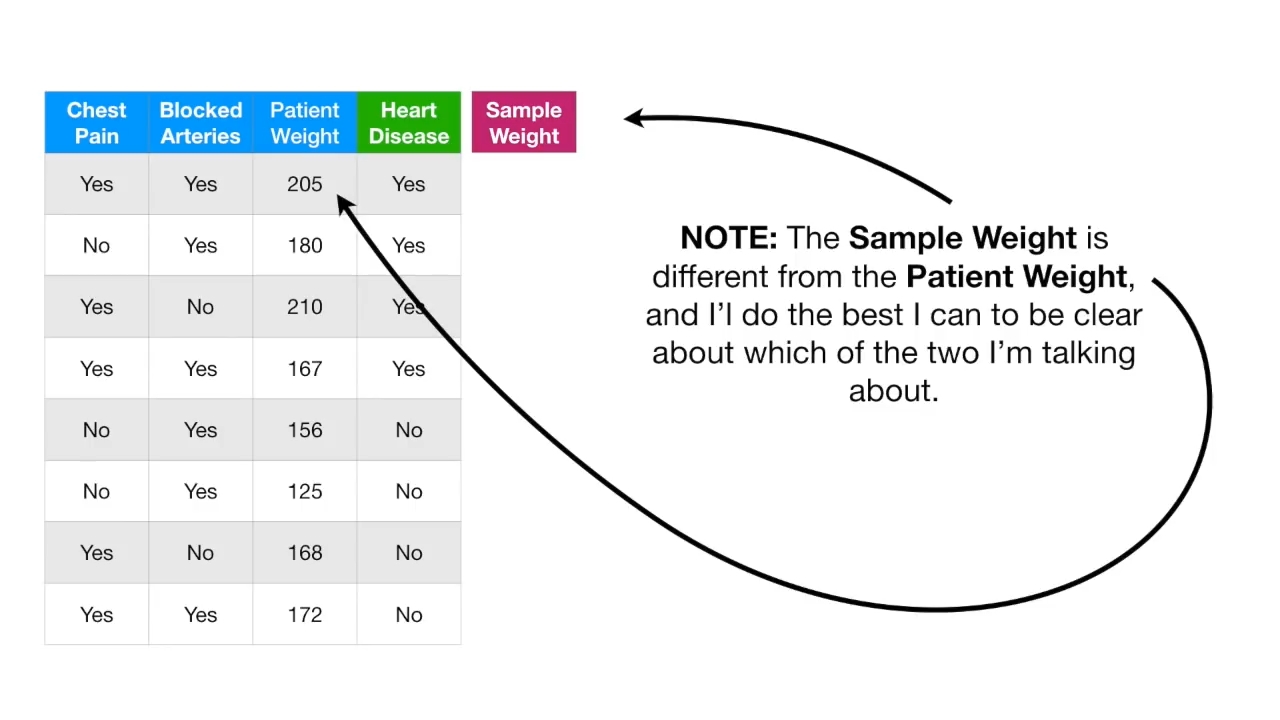 Chest Pain Blocked Arteries Patient Weight Heart Disease Sample Weight
Yes Yes 205 Yes
No Yes 180 Yes
Yes No 210 Yes
Yes Yes 167 Yes
No Yes 156 No
No Yes 125 No
Yes No 168 No
Yes Yes 172 No
NOTE: The Sample Weight is
different from the Patient Weight,
and I’l do the best I can to be clear
about which of the two I’m talking
about.